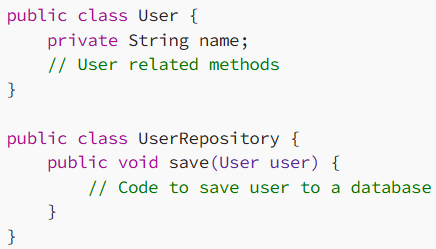 public class User {
    private String name;
    // User related methods
}

public class UserRepository {
    public void save(User user) {
        // Code to save user to a database
    }
}